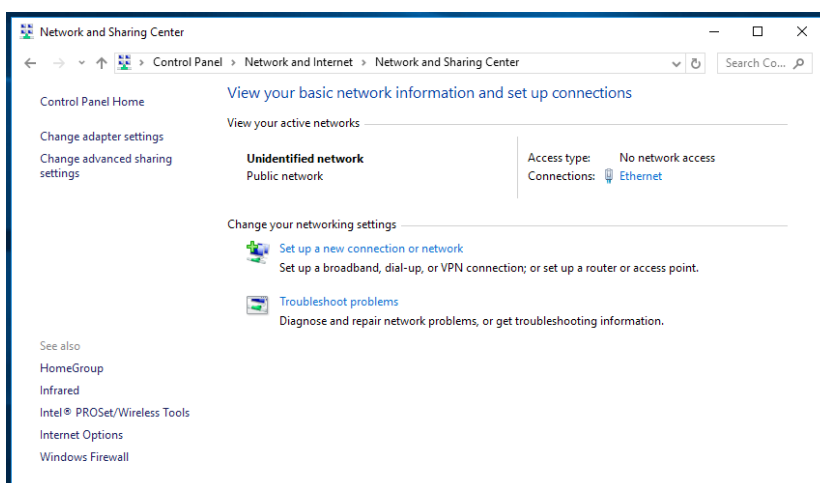 Network and Sharing Center
Control Panel > Network and Internet > Network and Sharing Center
Search Co...
Control Panel Home
Change adapter settings
Change advanced sharing
settings
View your basic network information and set up connections
View your active networks
Unidentified network
Public network
Access type: No network access
Connections: Ethernet
Change your networking settings
Set up a new connection or network
Set up a broadband, dial-up, or VPN connection; or set up a router or access point.
Troubleshoot problems
Diagnose and repair network problems, or get troubleshooting information.
See also
HomeGroup
Infrared
Intel® PROSet/Wireless Tools
Internet Options
Windows Firewall